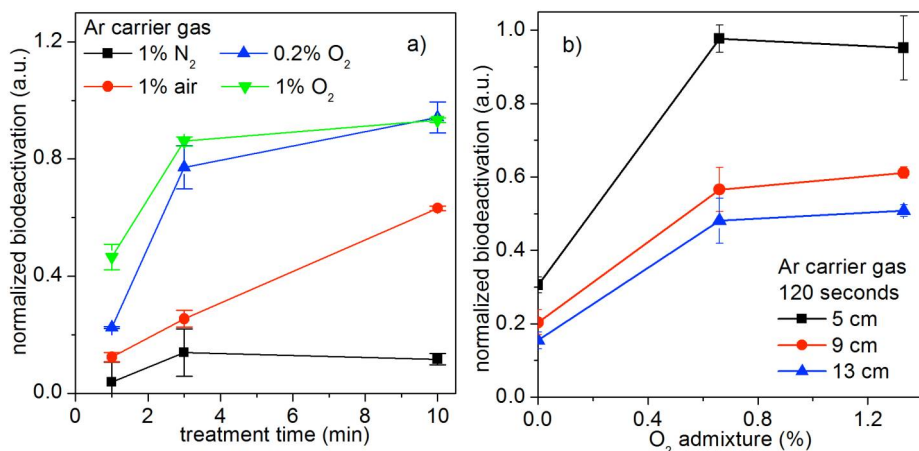 Ar carrier gas
1% N₂ 0.2% O₂
1% air 1% O₂
a)
normalized biodeactivation (a.u.)
1.2
0.8
0.4
0.0
0 2 4 6 8 10
treatment time (min)
b)
normalized biodeactivation (a.u.)
1.0
0.8
0.6
0.4
0.2
0.0
0.0 0.4 0.8 1.2
O₂ admixture (%)
Ar carrier gas
120 seconds
5 cm
9 cm
13 cm